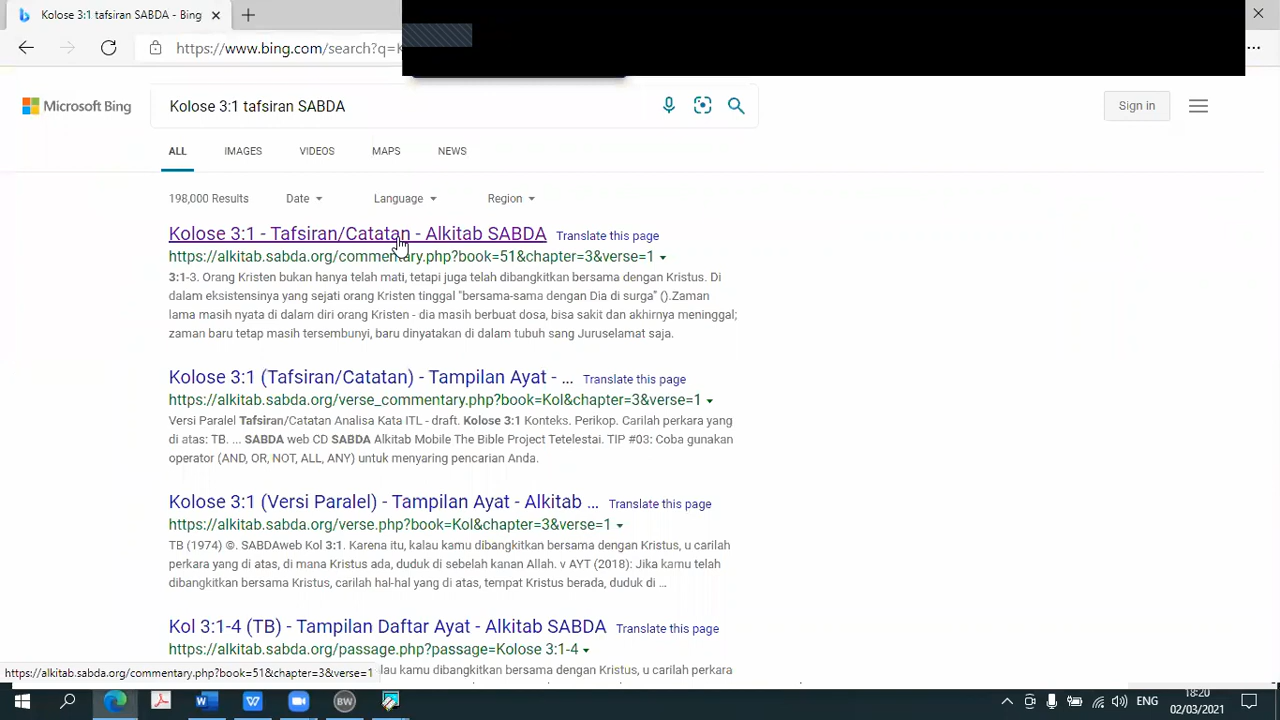 Kolose 3:1 tafsiran SABDA - Bing
https://www.bing.com/search?q=K
Microsoft Bing
Kolose 3:1 tafsiran SABDA
Sign in
ALL IMAGES VIDEOS MAPS NEWS
198,000 Results Date Language Region
Kolose 3:1 - Tafsiran/Catatan - Alkitab SABDA Translate this page
https://alkitab.sabda.org/commentary.php?book=51&chapter=3&verse=1
3:1-3. Orang Kristen bukan hanya telah mati, tetapi juga telah dibangkitkan bersama dengan Kristus. Di
dalam eksistensinya yang sejati orang Kristen tinggal "bersama-sama dengan Dia di surga" ().Zaman
lama masih nyata di dalam diri orang Kristen - dia masih berbuat dosa, bisa sakit dan akhirnya meninggal;
zaman baru tetap masih tersembunyi, baru dinyatakan di dalam tubuh sang Juruselamat saja.
Kolose 3:1 (Tafsiran/Catatan) - Tampilan Ayat - ... Translate this page
https://alkitab.sabda.org/verse_commentary.php?book=Kol&chapter=3&verse=1
Versi Paralel Tafsiran/Catatan Analisa Kata ITL - draft. Kolose 3:1 Konteks. Perikop. Carilah perkara yang
di atas: TB. ... SABDA web CD SABDA Alkitab Mobile The Bible Project Tetelestai. TIP #03: Coba gunakan
operator (AND, OR, NOT, ALL, ANY) untuk menyaring pencarian Anda.
Kolose 3:1 (Versi Paralel) - Tampilan Ayat - Alkitab ... Translate this page
https://alkitab.sabda.org/verse.php?book=Kol&chapter=3&verse=1
TB (1974) ©. SABDAweb Kol 3:1. Karena itu, kalau kamu dibangkitkan bersama dengan Kristus, u carilah
perkara yang di atas, di mana Kristus ada, duduk di sebelah kanan Allah. v AYT (2018): Jika kamu telah
dibangkitkan bersama Kristus, carilah hal-hal yang di atas, tempat Kristus berada, duduk di ...
Kol 3:1-4 (TB) - Tampilan Daftar Ayat - Alkitab SABDA Translate this page
https://alkitab.sabda.org/passage.php?passage=Kolose 3:1-4
alau kamu dibangkitkan bersama dengan Kristus, u carilah perkara
https://alkitab.sabda.org/commentary.php?book=51&chapter=3&verse=1
BW
ENG
18:20
02/03/2021